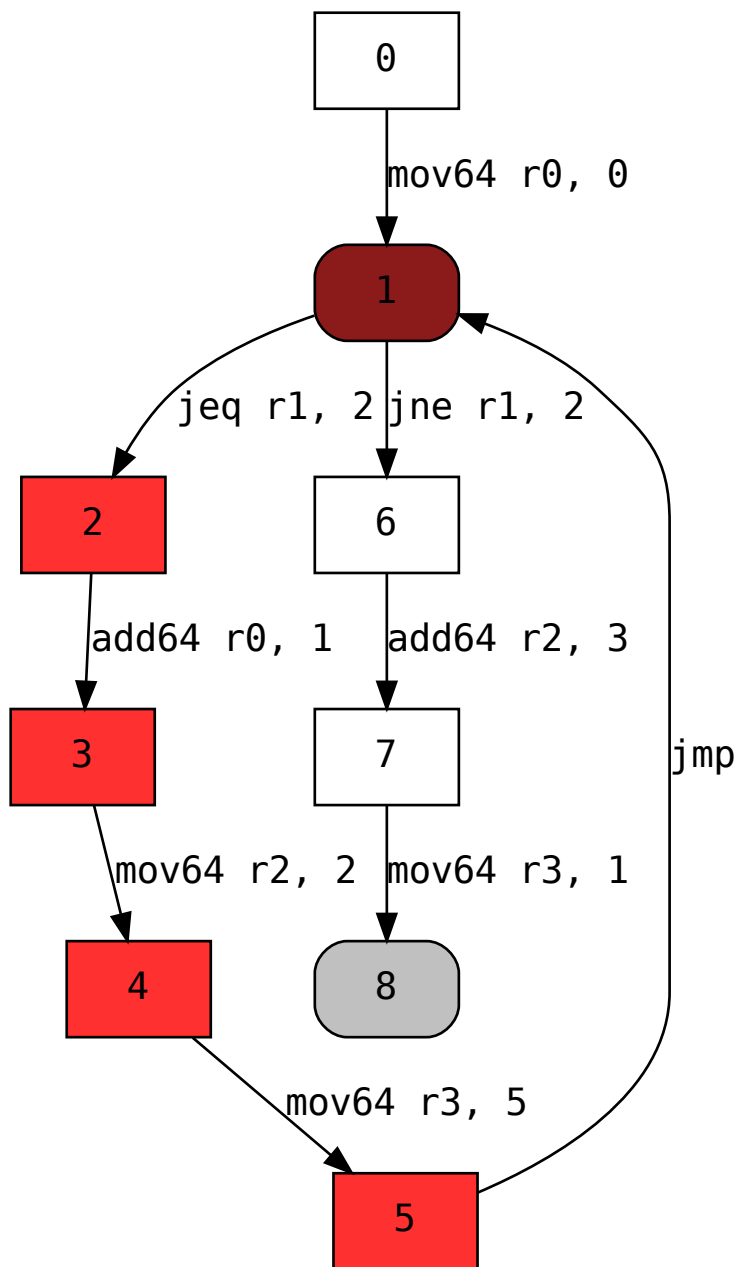 0
mov64 r0, 0
1
jeq r1, 2
jne r1, 2
2
6
add64 r0, 1
add64 r2, 3
3
7
jmp
mov64 r2, 2
mov64 r3, 1
4
8
mov64 r3, 5
5